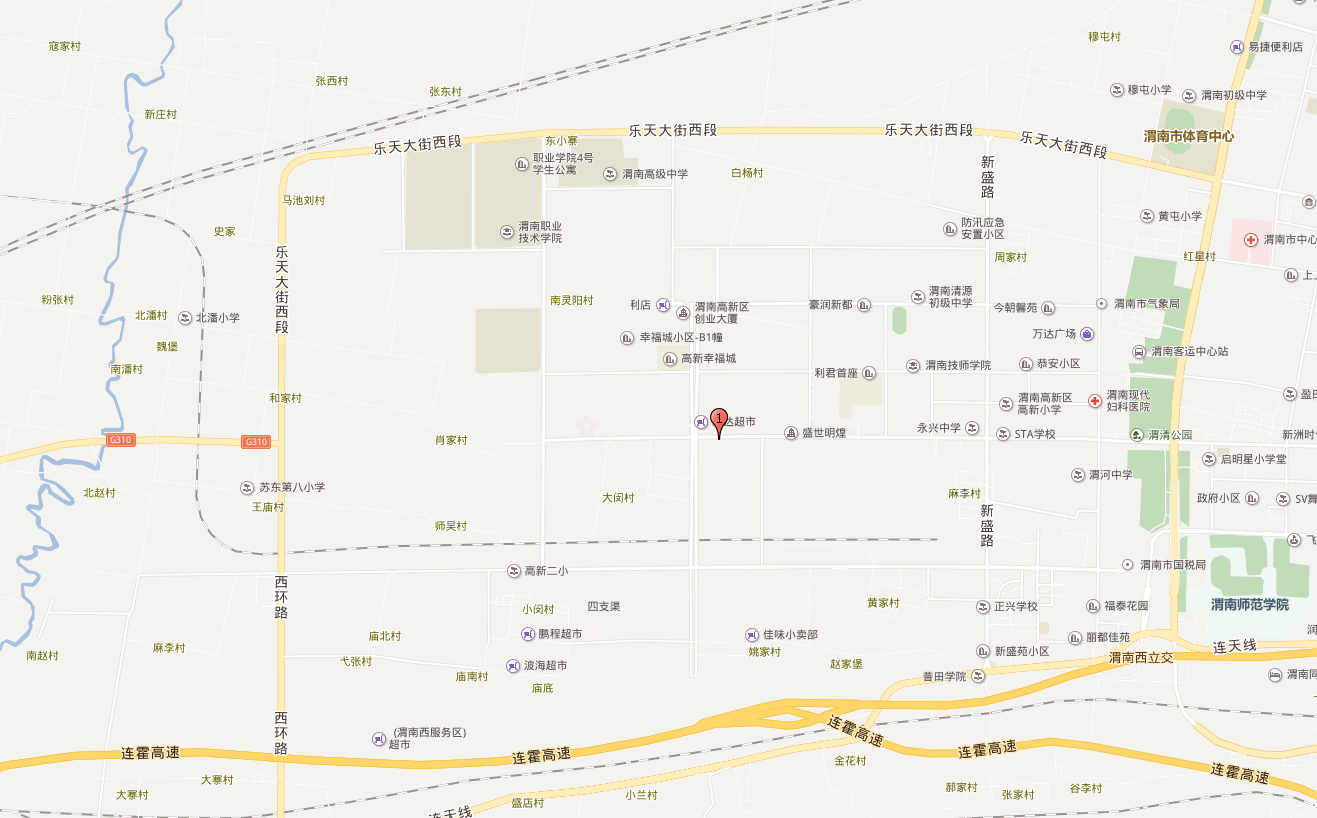 寇家村
穆屯村
易捷便利店
张西村
张东村
穆屯小学
渭南初级中学
新庄村
乐天大街西段
乐天大街西段
乐天大街西段
乐天大街西段
东小寨
渭南市体育中心
职业学院4号
学生公寓
渭南高级中学
白杨村
新盛路
马池刘村
史家
渭南职业
技术学院
防汛应急
安置小区
黄屯小学
渭南市中心
周家村
红星村
上
乐天大街西段
粉张村
北潘村
北潘小学
南灵阳村
利店
渭南高新区
创业大厦
豪润新都
渭南清源
初级中学
今朝馨苑
渭南市气象局
魏堡
幸福城小区-B1幢
万达广场
渭南客运中心站
南潘村
高新幸福城
利君首座
渭南技师学院
恭安小区
和家村
渭南高新区
高新小学
渭南现代
妇科医院
盈田
1
达超市
盛世明煌
永兴中学
STA学校
渭清公园
新洲时代
G310
G310
肖家村
启明星小学堂
渭河中学
北赵村
苏东第八小学
王庙村
大闵村
麻李村
政府小区
SV舞
师吴村
新盛路
飞
高新二小
渭南市国税局
西环路
小闵村
四支渠
黄家村
正兴学校
福泰花园
渭南师范学院
庙北村
鹏程超市
佳味小卖部
丽都佳苑
润
麻李村
姚家村
新盛苑小区
连天线
南赵村
弋张村
波海超市
赵家堡
渭南西立交
庙南村
庙底
普田学院
渭南同
西环路
(渭南西服务区)
超市
连霍高速
连霍高速
连霍高速
连霍高速
连霍高速
金花村
大寨村
大寨村
盛店村
小兰村
郝家村
张家村
谷李村
连天线